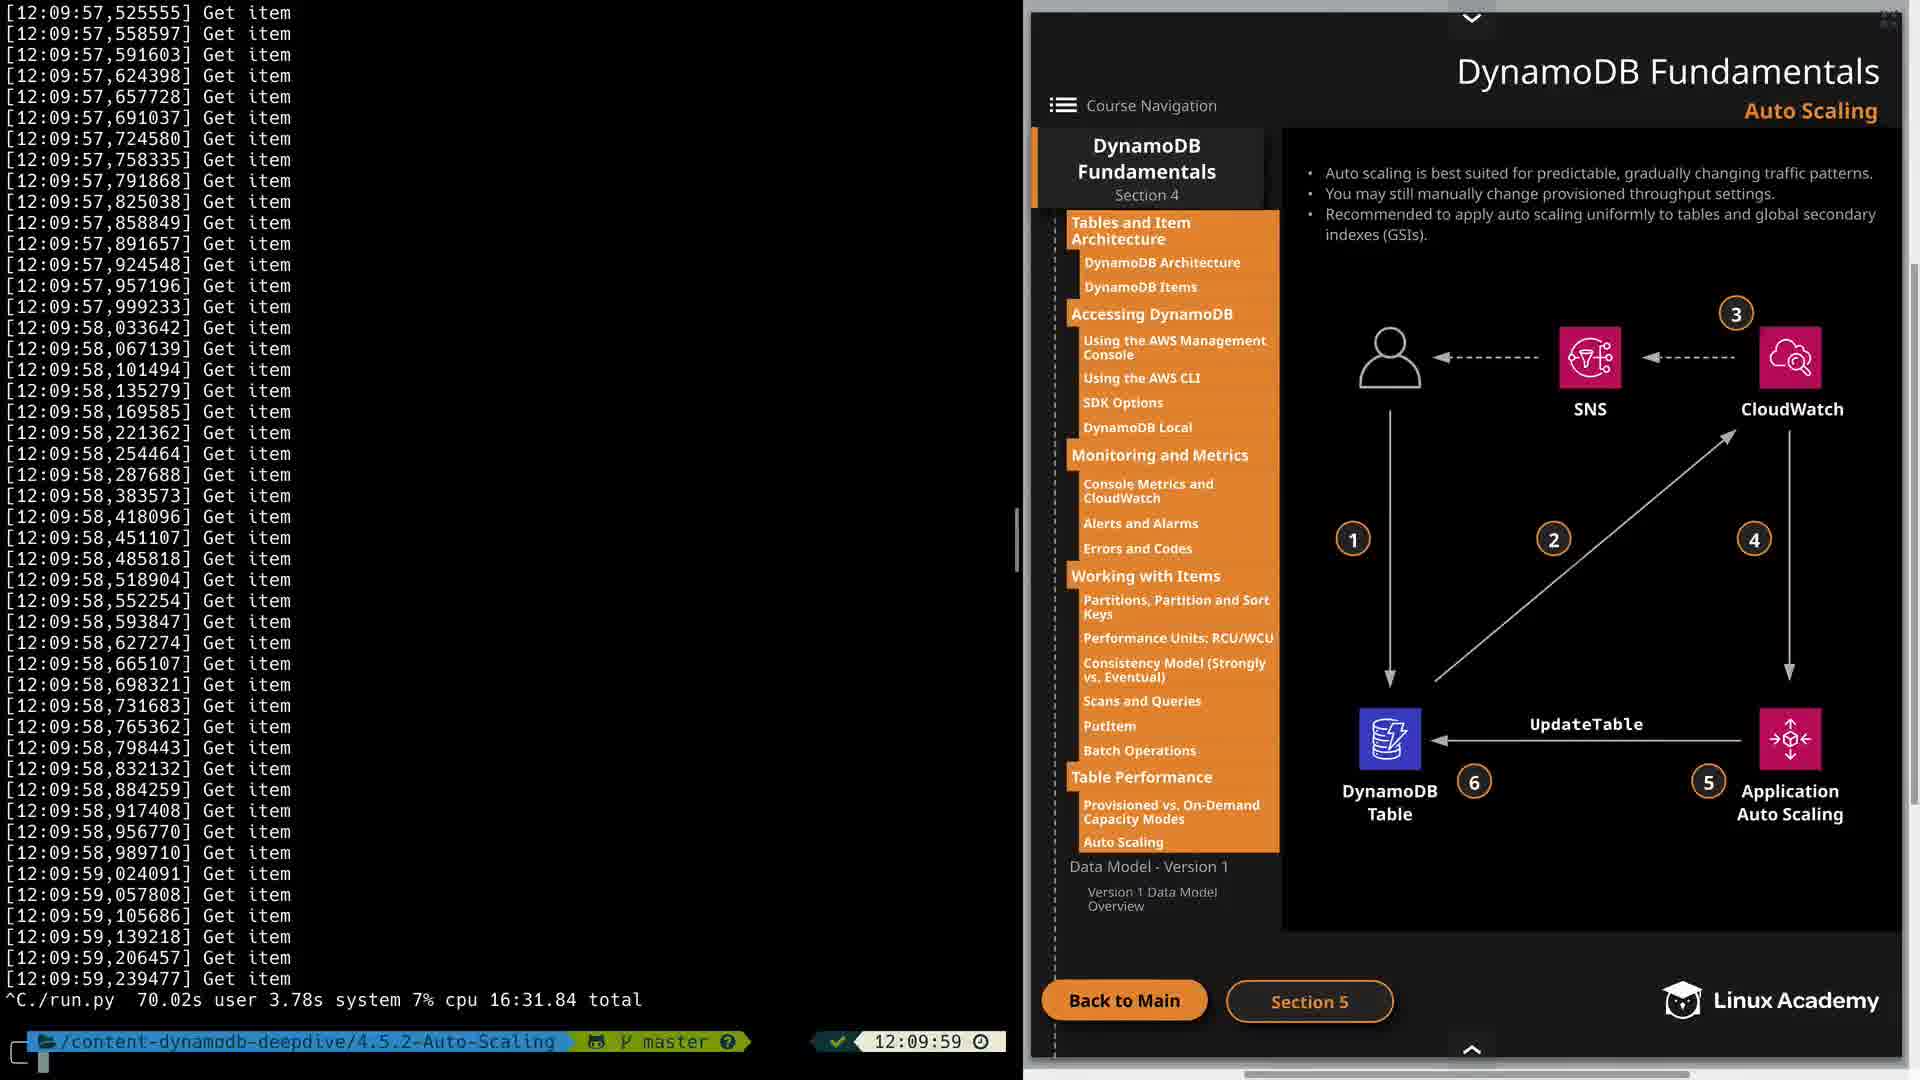 [12:09:57,525555] Get item
[12:09:57,558597] Get item
[12:09:57,591603] Get item
[12:09:57,624398] Get item
[12:09:57,657728] Get item
[12:09:57,691037] Get item
[12:09:57,724580] Get item
[12:09:57,758335] Get item
[12:09:57,791868] Get item
[12:09:57,825038] Get item
[12:09:57,858849] Get item
[12:09:57,891657] Get item
[12:09:57,924548] Get item
[12:09:57,957196] Get item
[12:09:57,999233] Get item
[12:09:58,033642] Get item
[12:09:58,067139] Get item
[12:09:58,101494] Get item
[12:09:58,135279] Get item
[12:09:58,169585] Get item
[12:09:58,221362] Get item
[12:09:58,254464] Get item
[12:09:58,287688] Get item
[12:09:58,383573] Get item
[12:09:58,418096] Get item
[12:09:58,451107] Get item
[12:09:58,485818] Get item
[12:09:58,518904] Get item
[12:09:58,552254] Get item
[12:09:58,593847] Get item
[12:09:58,627274] Get item
[12:09:58,665107] Get item
[12:09:58,698321] Get item
[12:09:58,731683] Get item
[12:09:58,765362] Get item
[12:09:58,798443] Get item
[12:09:58,832132] Get item
[12:09:58,884259] Get item
[12:09:58,917408] Get item
[12:09:58,956770] Get item
[12:09:58,989710] Get item
[12:09:59,024091] Get item
[12:09:59,057808] Get item
[12:09:59,105686] Get item
[12:09:59,139218] Get item
[12:09:59,206457] Get item
[12:09:59,239477] Get item
^C./run.py  70.02s user 3.78s system 7% cpu 16:31.84 total
/content-dynamodb-deepdive/4.5.2-Auto-Scaling master ? 12:09:59
DynamoDB Fundamentals
Auto Scaling
Course Navigation
DynamoDB
Fundamentals
Section 4
Tables and Item
Architecture
DynamoDB Architecture
DynamoDB Items
Accessing DynamoDB
Using the AWS Management
Console
Using the AWS CLI
SDK Options
DynamoDB Local
Monitoring and Metrics
Console Metrics and
CloudWatch
Alerts and Alarms
Errors and Codes
Working with Items
Partitions, Partition and Sort
Keys
Performance Units: RCU/WCU
Consistency Model (Strongly
vs. Eventual)
Scans and Queries
PutItem
Batch Operations
Table Performance
Provisioned vs. On-Demand
Capacity Modes
Auto Scaling
Data Model - Version 1
Version 1 Data Model
Overview
• Auto scaling is best suited for predictable, gradually changing traffic patterns.
• You may still manually change provisioned throughput settings.
• Recommended to apply auto scaling uniformly to tables and global secondary
indexes (GSIs).
3
SNS
CloudWatch
1
2
4
UpdateTable
6
5
DynamoDB
Table
Application
Auto Scaling
Back to Main
Section 5
Linux Academy